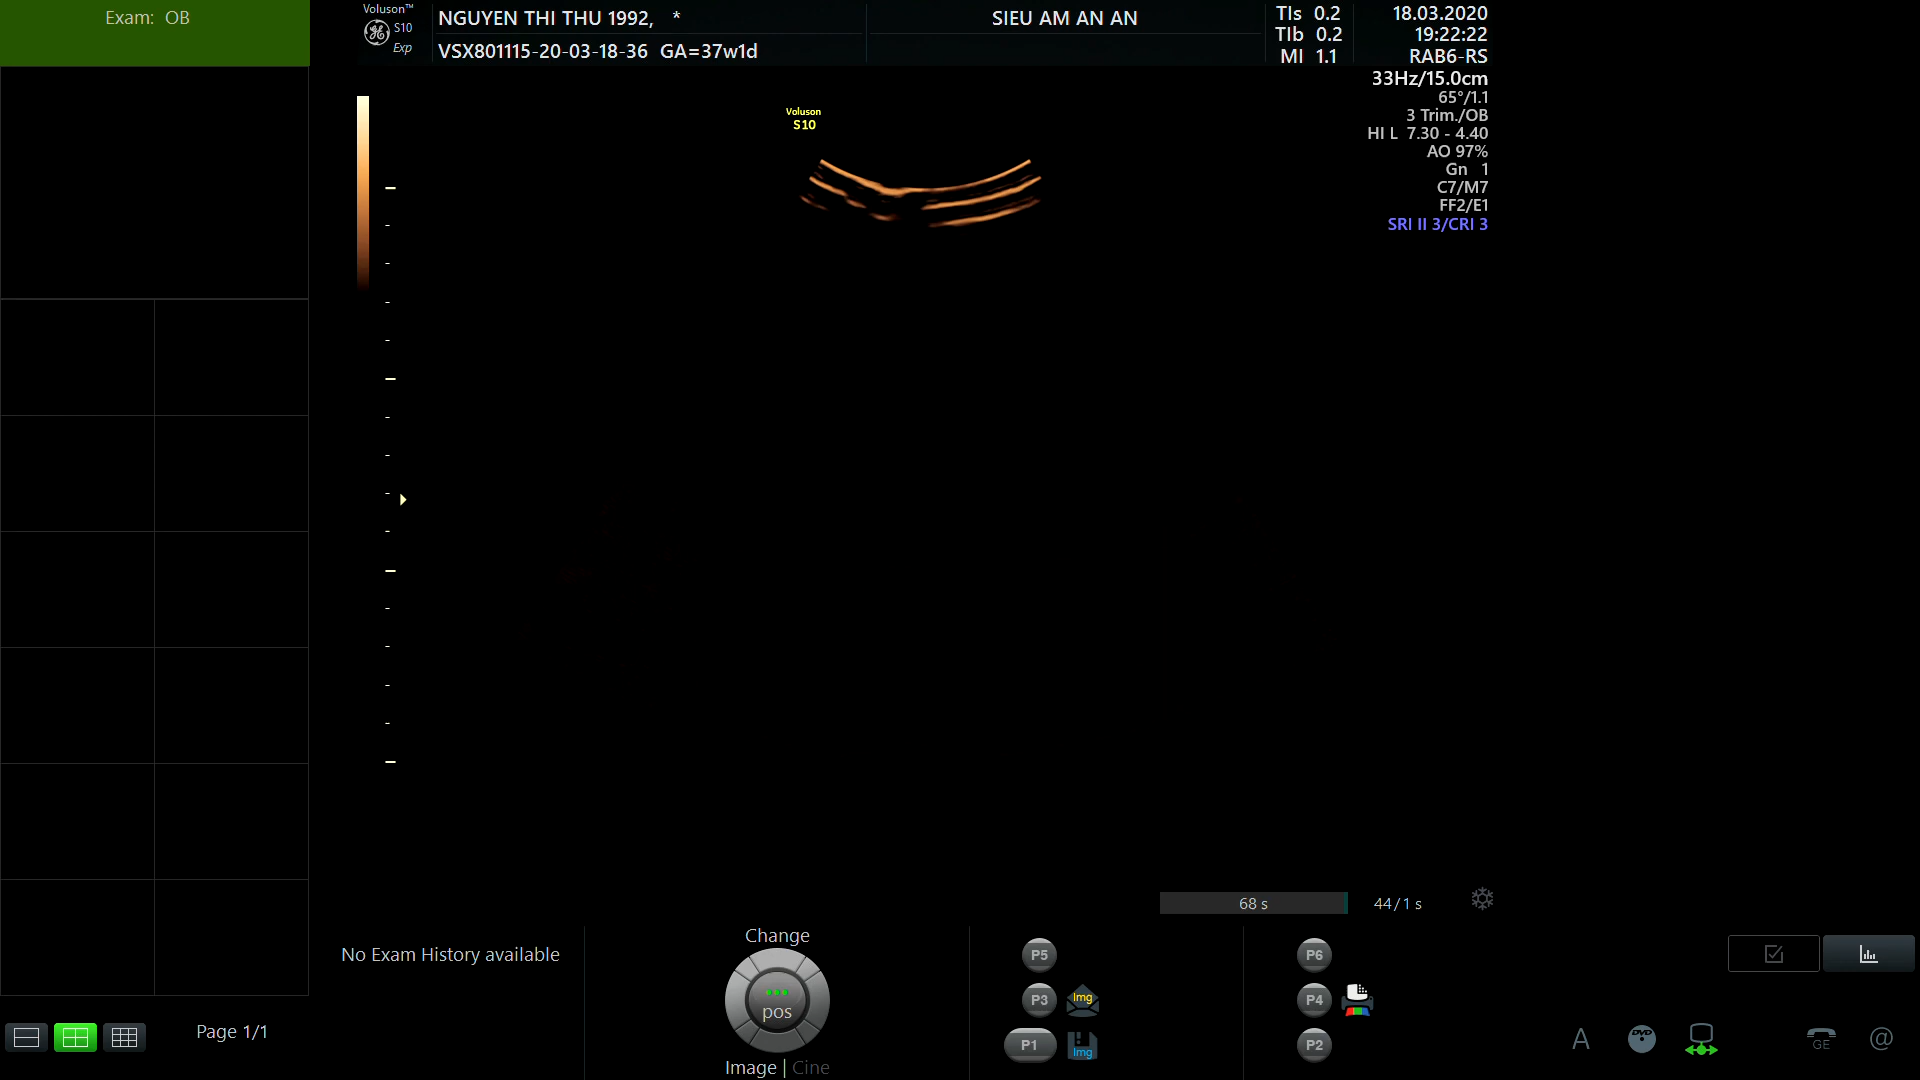 Exam: OB
Voluson™
S10
Exp
NGUYEN THI THU 1992, *
VSX801115-20-03-18-36 GA=37w1d
SIEU AM AN AN
TIs 0.2
TIb 0.2
MI 1.1
18.03.2020
19:22:22
RAB6-RS
33Hz/15.0cm
65°/1.1
3 Trim./OB
HI L 7.30 - 4.40
AO 97%
Gn 1
C7/M7
FF2/E1
SRI II 3/CRI 3
Voluson
S10
68 s
44/1 s
No Exam History available
Change
pos
Image | Cine
P5
P3
Img
P1
Img
P6
P4
P2
Page 1/1
A
DVD
GE
@